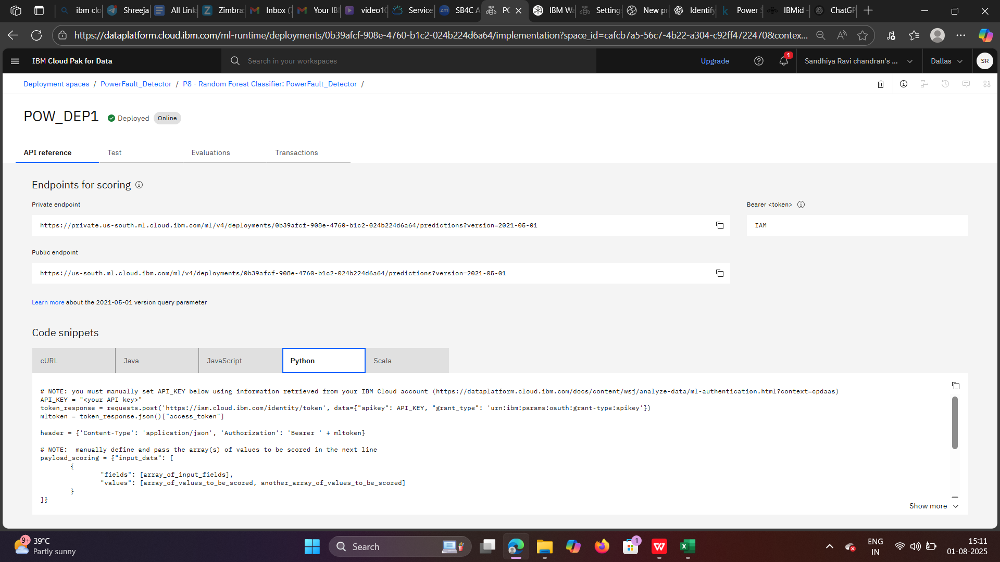 ibm clo
Shreeja
All Link
Zimbra
Inbox (
Your IB
video10
Service
SB4C A
PO
IBM Wa
Setting
New pr
Identify
Power
IBMid -
ChatGP
https://dataplatform.cloud.ibm.com/ml-runtime/deployments/0b39afcf-908e-4760-b1c2-024b224d6a64/implementation?space_id=cafcb7a5-56c7-4b22-a304-c92ff4722470&contex...
IBM Cloud Pak for Data
Search in your workspaces
Upgrade
1
Sandhiya Ravi chandran's ...
Dallas
SR
Deployment spaces / PowerFault_Detector / P8 - Random Forest Classifier: PowerFault_Detector /
POW_DEP1
Deployed
Online
API reference
Test
Evaluations
Transactions
Endpoints for scoring
Private endpoint
Bearer <token>
https://private.us-south.ml.cloud.ibm.com/ml/v4/deployments/0b39afcf-908e-4760-b1c2-024b224d6a64/predictions?version=2021-05-01
IAM
Public endpoint
https://us-south.ml.cloud.ibm.com/ml/v4/deployments/0b39afcf-908e-4760-b1c2-024b224d6a64/predictions?version=2021-05-01
Learn more about the 2021-05-01 version query parameter
Code snippets
cURL
Java
JavaScript
Python
Scala
# NOTE: you must manually set API_KEY below using information retrieved from your IBM Cloud account (https://dataplatform.cloud.ibm.com/docs/content/wsj/analyze-data/ml-authentication.html?context=cpdaas)
API_KEY = "<your API key>"
token_response = requests.post('https://iam.cloud.ibm.com/identity/token', data={"apikey": API_KEY, "grant_type": 'urn:ibm:params:oauth:grant-type:apikey'})
mltoken = token_response.json()["access_token"]
header = {'Content-Type': 'application/json', 'Authorization': 'Bearer ' + mltoken}
# NOTE:  manually define and pass the array(s) of values to be scored in the next line
payload_scoring = {"input_data": [
{
"fields": [array_of_input_fields],
"values": [array_of_values_to_be_scored, another_array_of_values_to_be_scored]
}
]}
Show more
9+
39°C
Partly sunny
Search
1
ENG
IN
15:11
01-08-2025